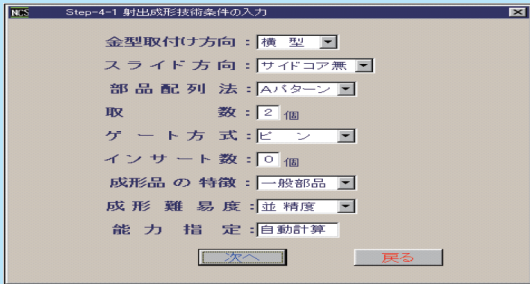 NCS Step-4-1 射出成形技術条件の入力
金型取付け方向：横 型
スライド方向：サイドコア無
部品配列法：Aパターン
取 数：2 個
ゲート方式：ピ ン
インサート数：0 個
成形品の特徴：一般部品
成形難易度：並 精度
能力指定：自動計算
次へ 戻る